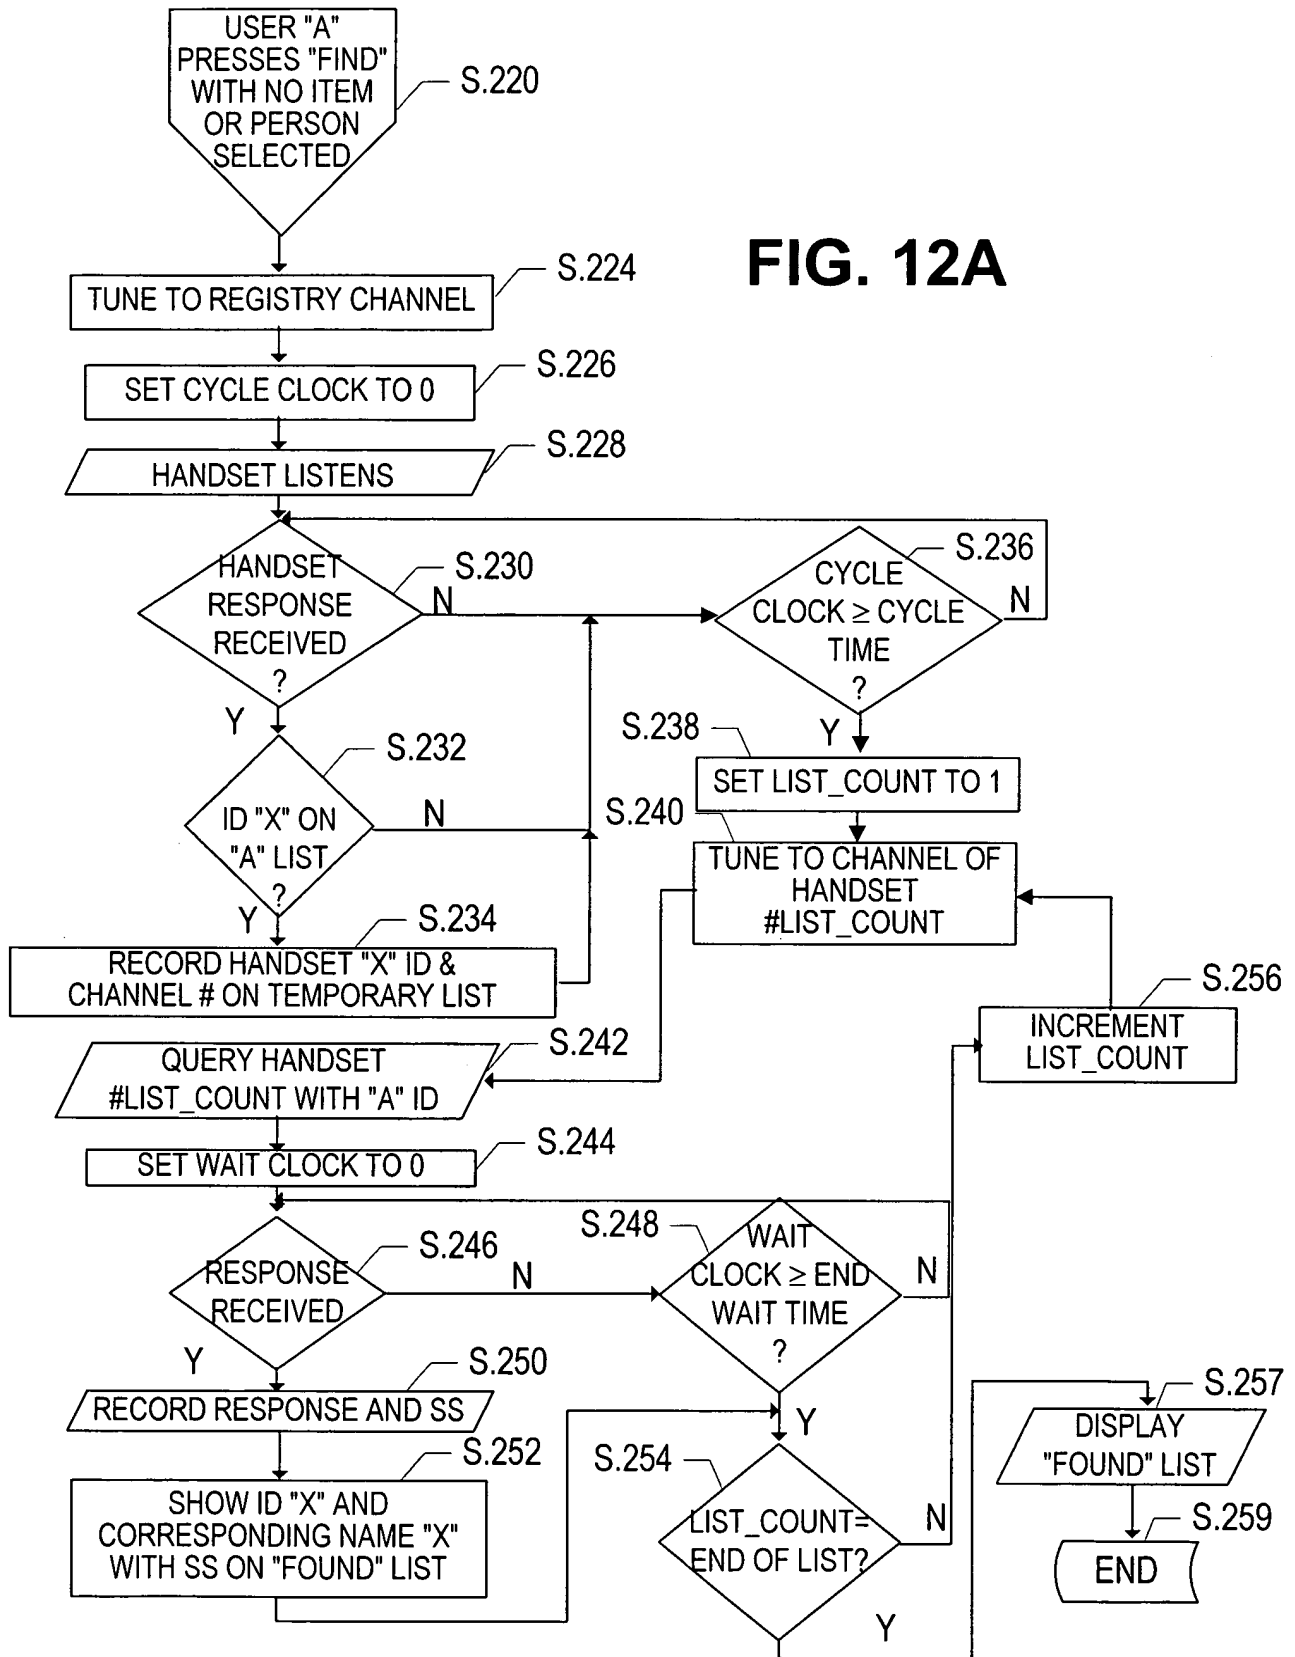 USER "A"
PRESSES "FIND"
WITH NO ITEM
OR PERSON
SELECTED
S.220
FIG. 12A
S.224
TUNE TO REGISTRY CHANNEL
S.226
SET CYCLE CLOCK TO 0
S.228
HANDSET LISTENS
HANDSET
RESPONSE
RECEIVED
?
S.230
N
Y
CYCLE
CLOCK ≥ CYCLE
TIME
?
S.236
N
Y
S.232
ID "X" ON
"A" LIST
?
N
Y
S.238
SET LIST_COUNT TO 1
S.240
TUNE TO CHANNEL OF
HANDSET
#LIST_COUNT
S.234
RECORD HANDSET "X" ID &
CHANNEL # ON TEMPORARY LIST
S.256
INCREMENT
LIST_COUNT
S.242
QUERY HANDSET
#LIST_COUNT WITH "A" ID
S.244
SET WAIT CLOCK TO 0
S.246
RESPONSE
RECEIVED
N
Y
S.248
WAIT
CLOCK ≥ END
WAIT TIME
?
N
Y
S.250
RECORD RESPONSE AND SS
S.252
SHOW ID "X" AND
CORRESPONDING NAME "X"
WITH SS ON "FOUND" LIST
S.254
LIST_COUNT=
END OF LIST?
N
Y
S.257
DISPLAY
"FOUND" LIST
S.259
END